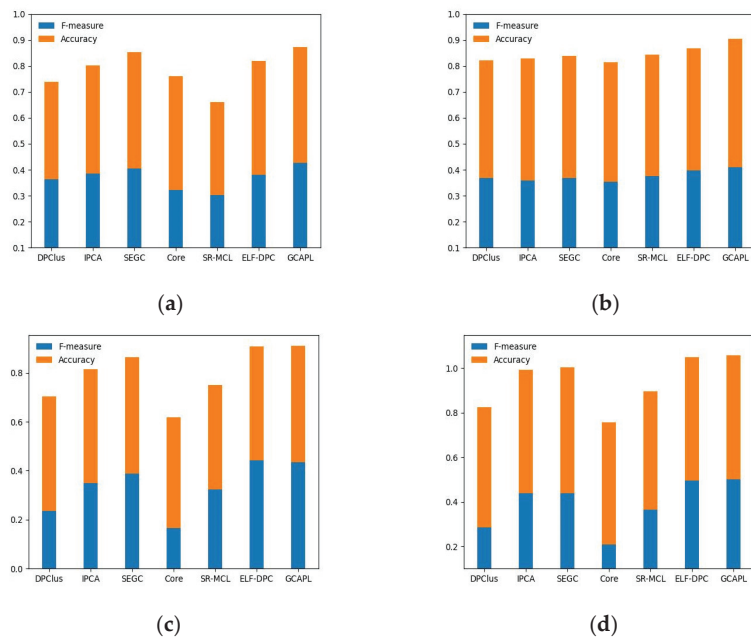 F-measure
Accuracy
1.0
0.9
0.8
0.7
0.6
0.5
0.4
0.3
0.2
0.1
DPClus IPCA SEGC Core SR-MCL ELF-DPC GCAPL
(a)
F-measure
Accuracy
1.0
0.9
0.8
0.7
0.6
0.5
0.4
0.3
0.2
0.1
DPClus IPCA SEGC Core SR-MCL ELF-DPC GCAPL
(b)
F-measure
Accuracy
0.8
0.6
0.4
0.2
0.0
DPClus IPCA SEGC Core SR-MCL ELF-DPC GCAPL
(c)
F-measure
Accuracy
1.0
0.8
0.6
0.4
0.2
DPClus IPCA SEGC Core SR-MCL ELF-DPC GCAPL
(d)